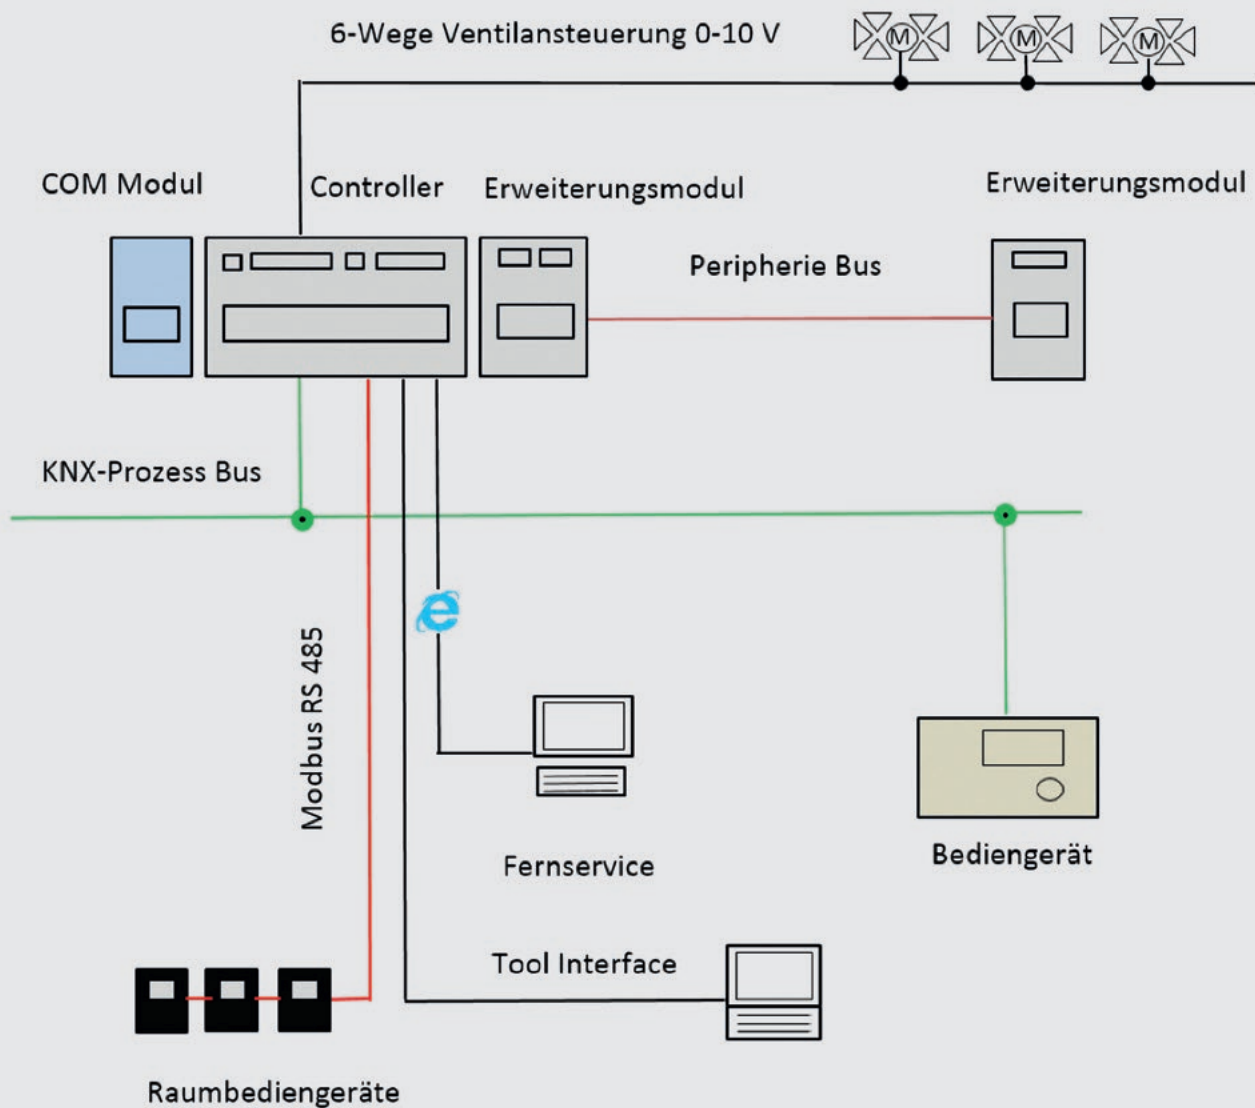 6-Wege Ventilansteuerung 0-10 V
M
M
M
COM Modul
Controller
Erweiterungsmodul
Erweiterungsmodul
Peripherie Bus
KNX-Prozess Bus
Modbus RS 485
Fernservice
Bediengerät
Tool Interface
Raumbediengeräte